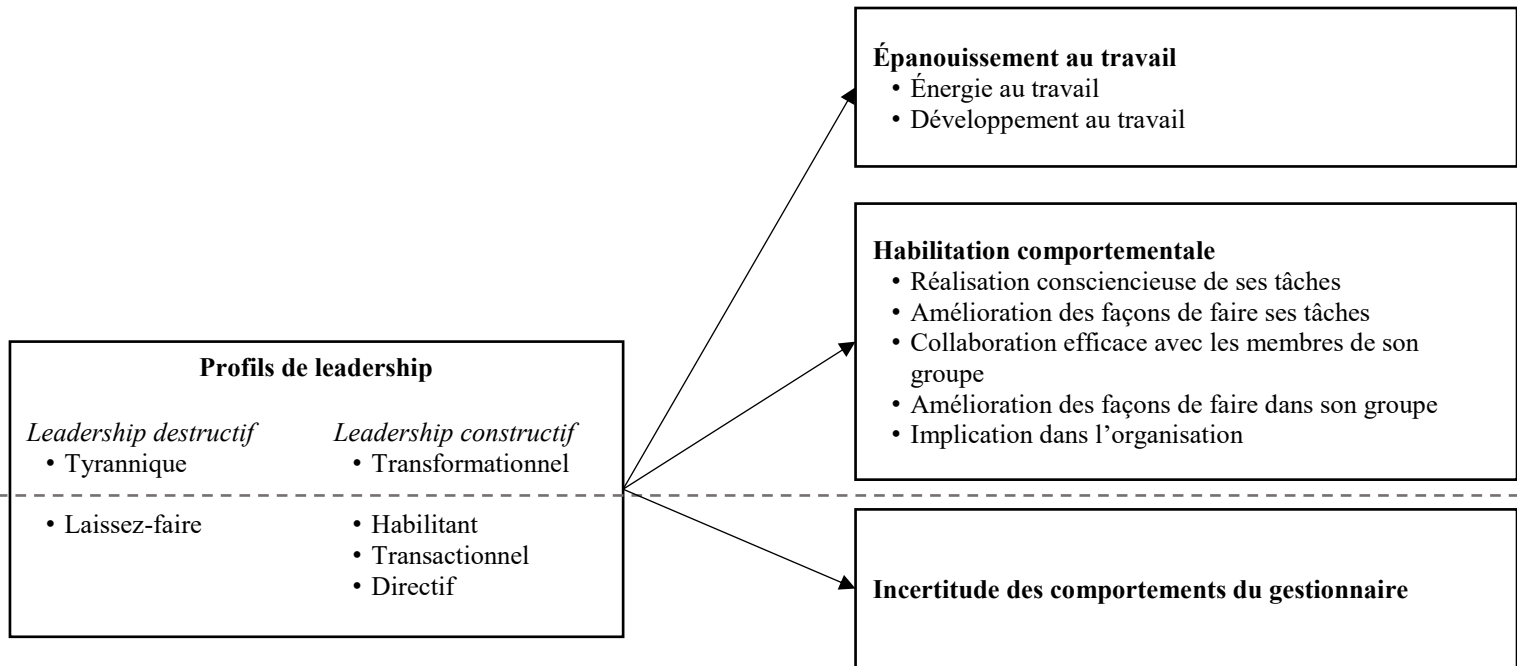 Épanouissement au travail
• Énergie au travail
• Développement au travail
Habilitation comportementale
• Réalisation consciencieuse de ses tâches
• Amélioration des façons de faire ses tâches
• Collaboration efficace avec les membres de son
groupe
• Amélioration des façons de faire dans son groupe
• Implication dans l’organisation
Profils de leadership
Leadership destructif
• Tyrannique
• Laissez-faire
Leadership constructif
• Transformationnel
• Habilitant
• Transactionnel
• Directif
Incertitude des comportements du gestionnaire